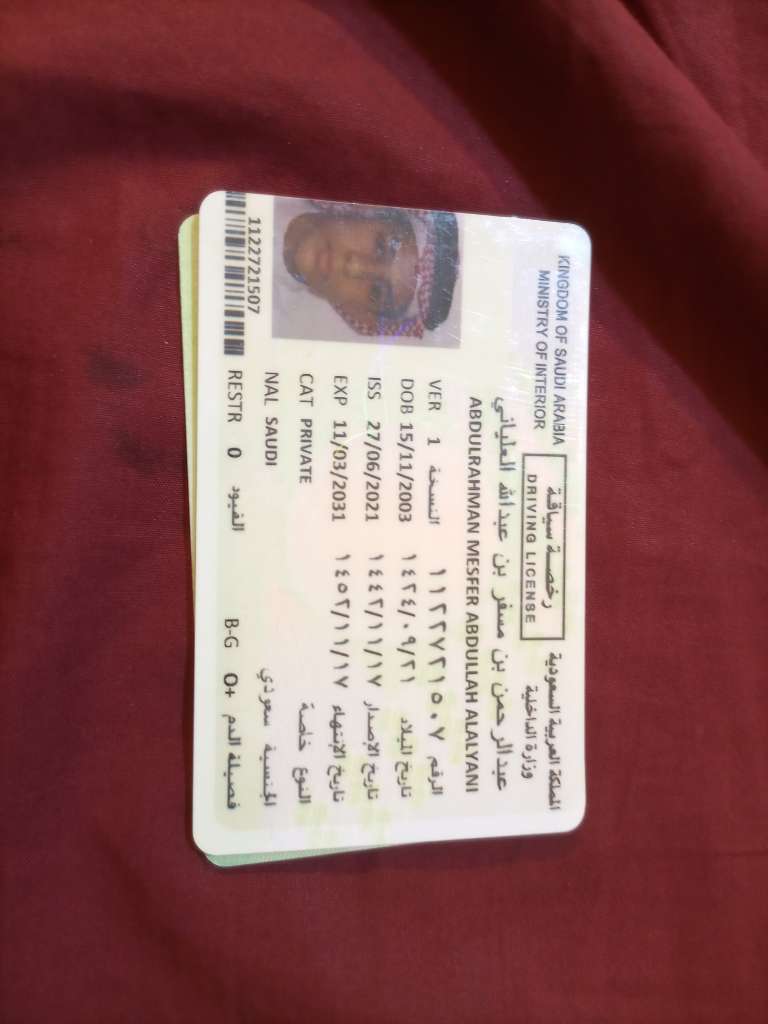 KINGDOM OF SAUDI ARABIA
MINISTRY OF INTERIOR
رخصة سياقة
DRIVING LICENSE
المملكة العربية السعودية
وزارة الداخلية
عبدالرحمن بن مسفر بن عبدالله العلياني
ABDULRAHMAN MESFER ABDULLAH ALALYANI
VER 1 النسخة ١١٢٢٧٢١٥٠٧ الرقم
DOB 15/11/2003 ١٤٢٤/٠٩/٢١ تاريخ الميلاد
ISS 27/06/2021 ١٤٤٢/١١/١٧ تاريخ الإصدار
EXP 11/03/2031 ١٤٥٢/١١/١٧ تاريخ الإنتهاء
CAT PRIVATE النوع خاصة
NAL SAUDI الجنسية سعودي
1122721507
RESTR 0 القيود B-G O+ فصيلة الدم